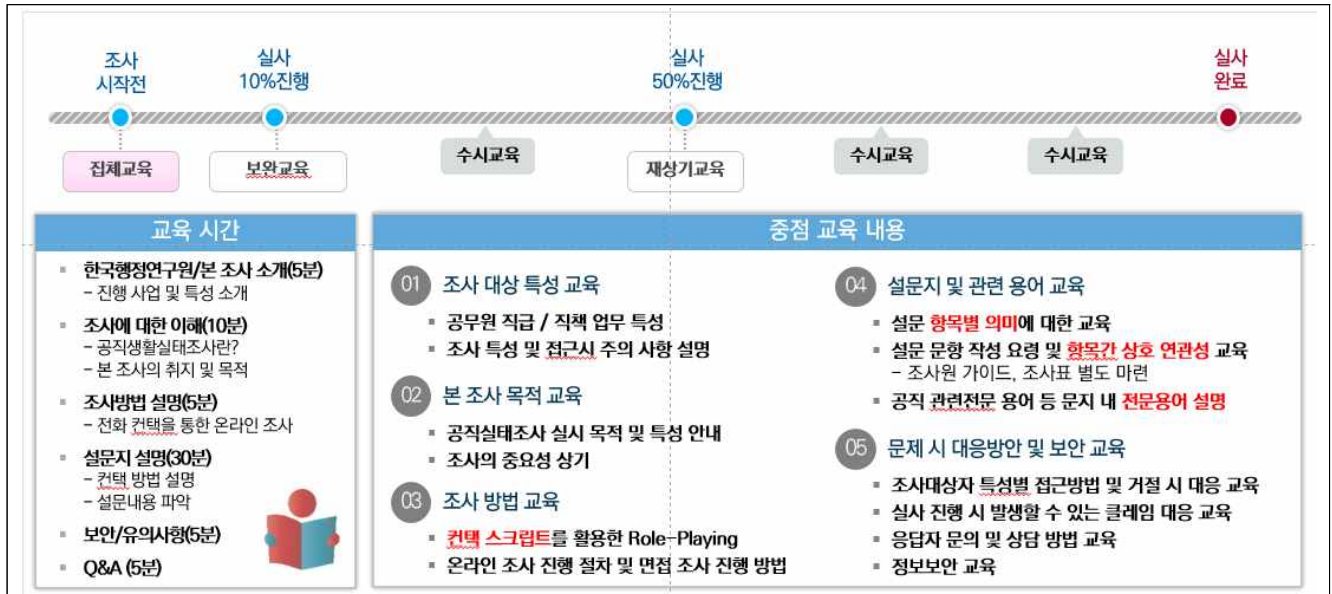 조사
시작전
실사
10%진행
실사
50%진행
실사
완료
집체교육
보완교육
수시교육
재상기교육
수시교육
수시교육
교육 시간
한국행정연구원/본 조사 소개(5분)
- 진행 사업 및 특성 소개
조사에 대한 이해(10분)
- 공직생활실태조사란?
- 본 조사의 취지 및 목적
조사방법 설명(5분)
- 전화 컨택을 통한 온라인 조사
설문지 설명(30분)
- 컨택 방법 설명
- 설문내용 파악
보안/유의사항(5분)
Q&A (5분)
중점 교육 내용
01 조사 대상 특성 교육
공무원 직급 / 직책 업무 특성
조사 특성 및 접근시 주의 사항 설명
02 본 조사 목적 교육
공직실태조사 실시 목적 및 특성 안내
조사의 중요성 상기
03 조사 방법 교육
컨택 스크립트를 활용한 Role-Playing
온라인 조사 진행 절차 및 면접 조사 진행 방법
04 설문지 및 관련 용어 교육
설문 항목별 의미에 대한 교육
설문 문항 작성 요령 및 항목간 상호 연관성 교육
- 조사원 가이드, 조사표 별도 마련
공직 관련전문 용어 등 문지 내 전문용어 설명
05 문제 시 대응방안 및 보안 교육
조사대상자 특성별 접근방법 및 거절 시 대응 교육
실사 진행 시 발생할 수 있는 클레임 대응 교육
응답자 문의 및 상담 방법 교육
정보보안 교육